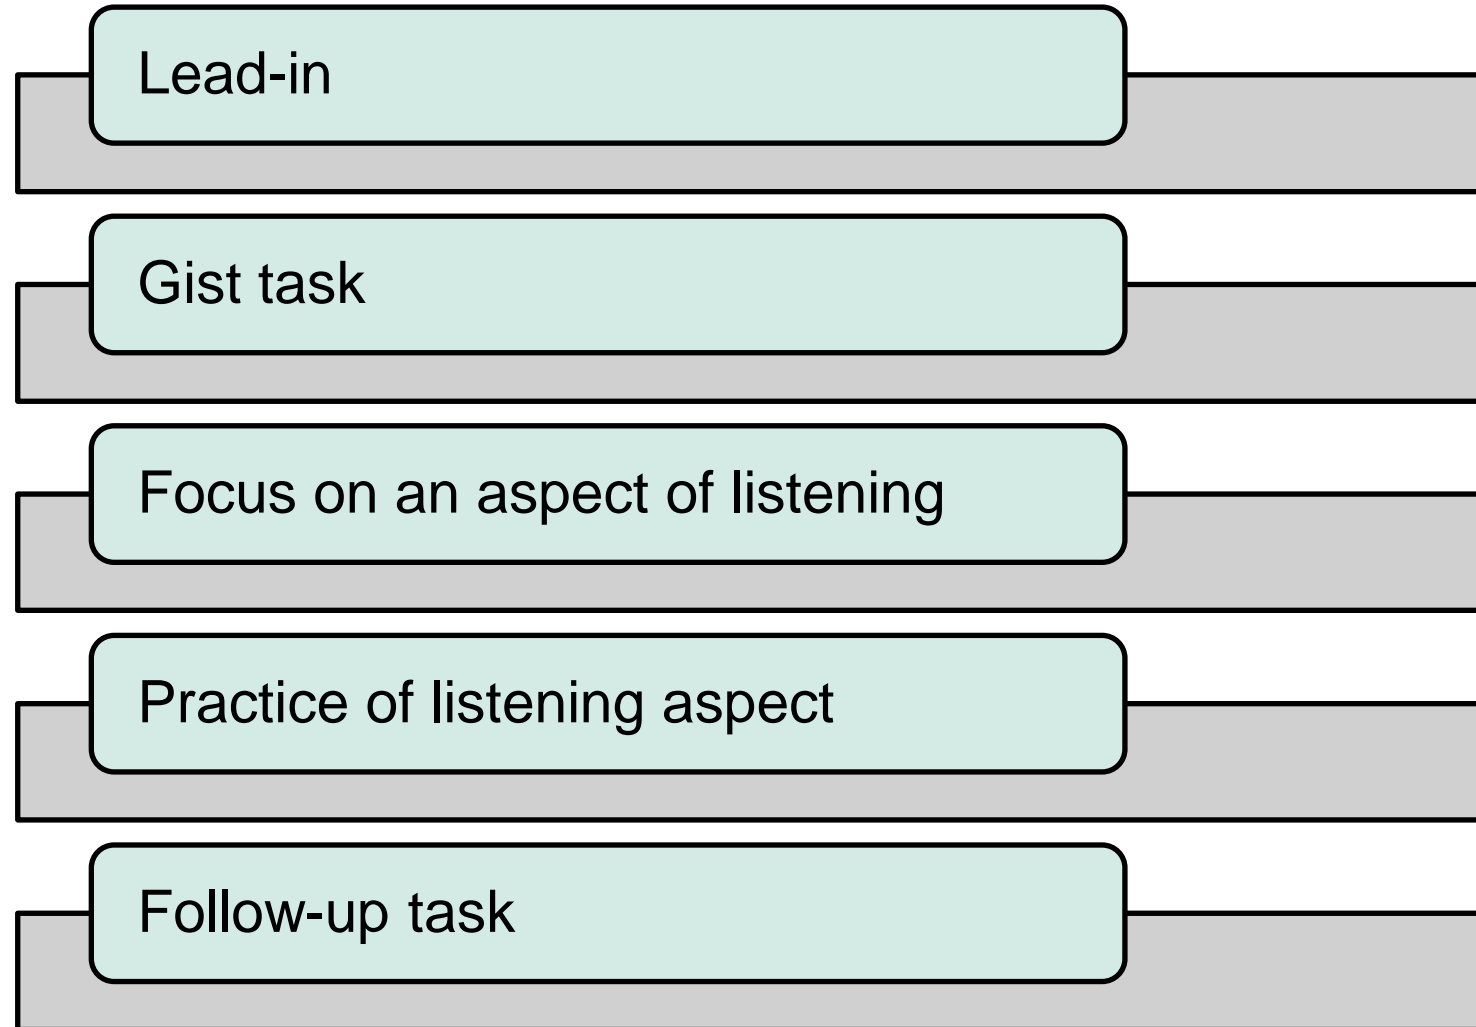 Lead-in
Gist task
Focus on an aspect of listening
Practice of listening aspect
Follow-up task